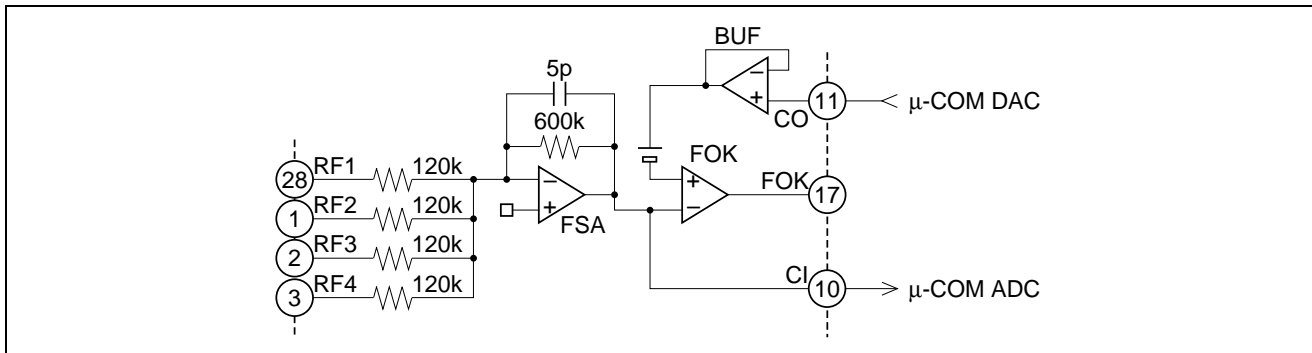 BUF
5p
11
μ-COM DAC
CO
600k
FOK
28
RF1
120k
FOK
17
1
RF2
120k
FSA
2
RF3
120k
3
RF4
120k
CI
10
μ-COM ADC